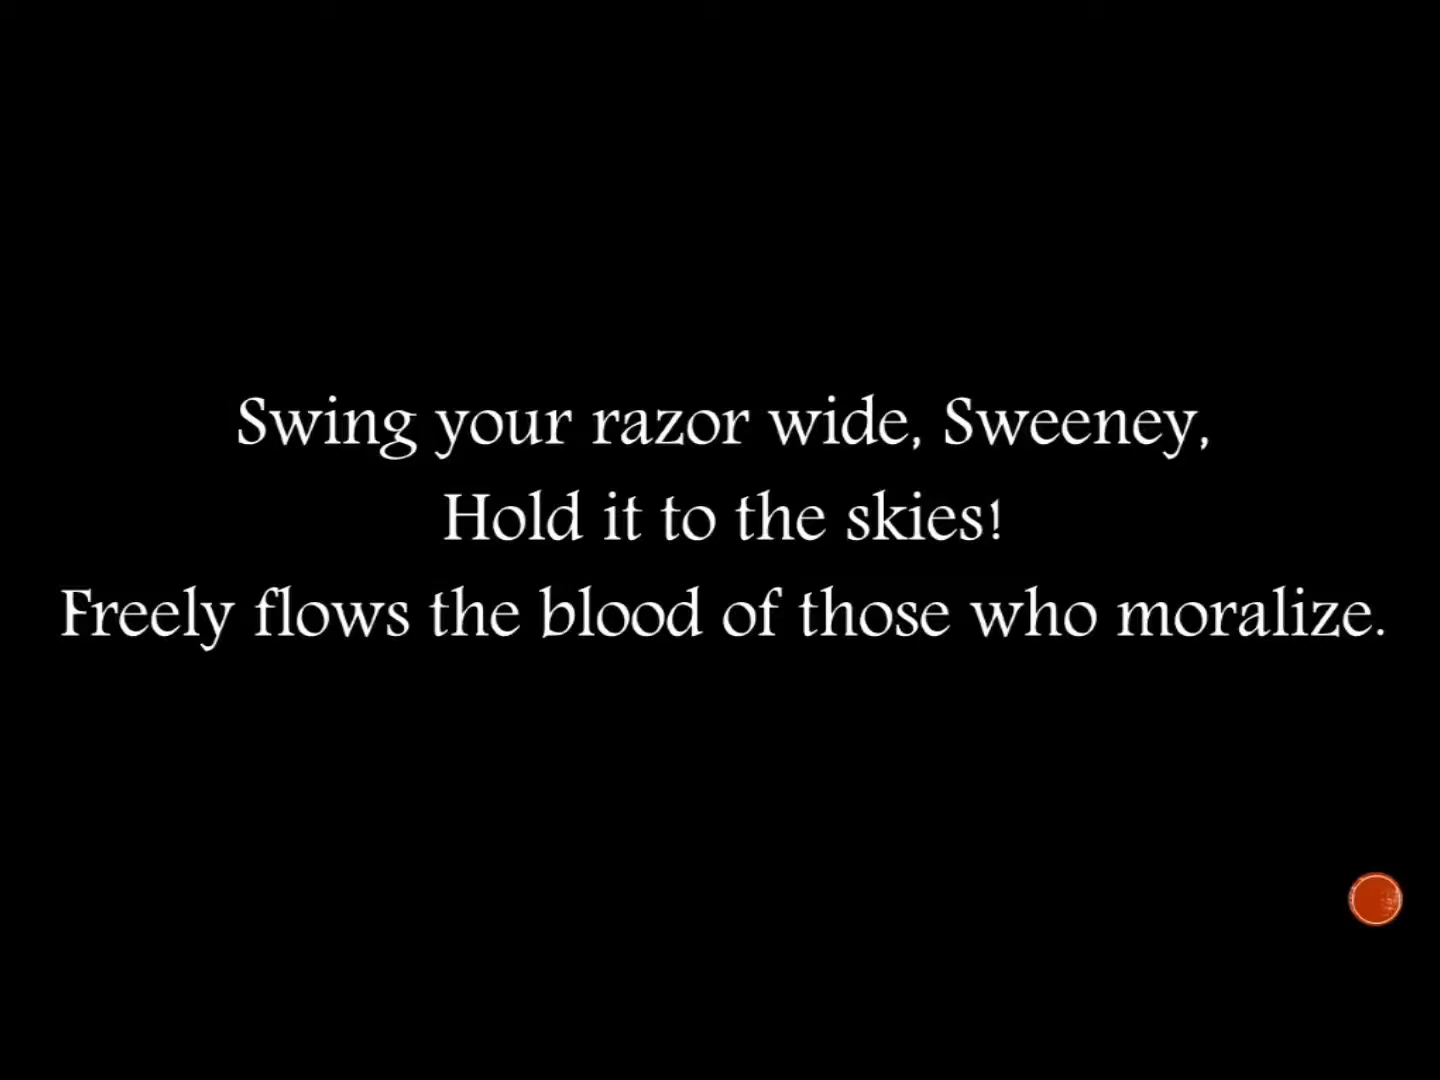 Swing your razor wide, Sweeney,
Hold it to the skies!
Freely flows the blood of those who moralize.